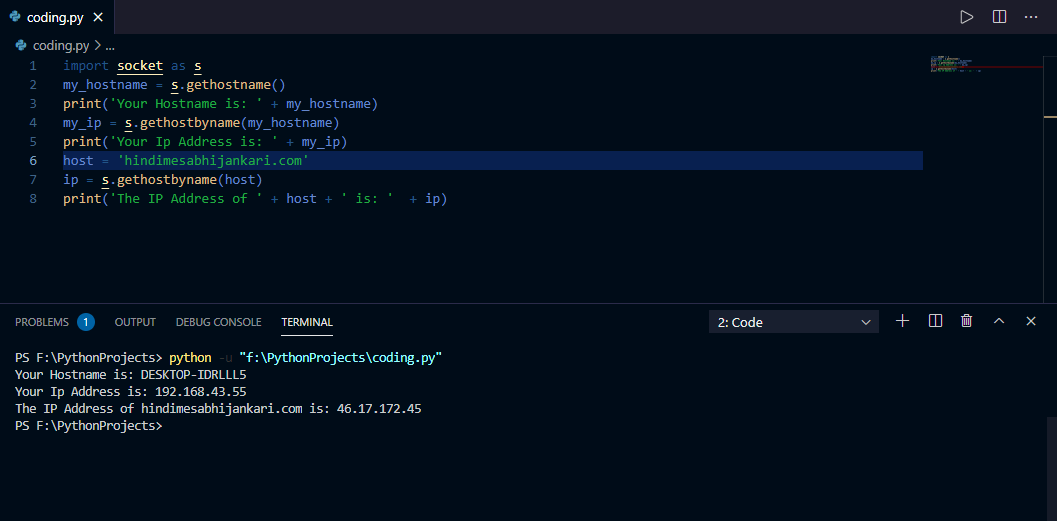 coding.py
coding.py > ...
1 import socket as s
2 my_hostname = s.gethostname()
3 print('Your Hostname is: ' + my_hostname)
4 my_ip = s.gethostbyname(my_hostname)
5 print('Your Ip Address is: ' + my_ip)
6 host = 'hindimesabhijankari.com'
7 ip = s.gethostbyname(host)
8 print('The IP Address of ' + host + ' is: '  + ip)
PROBLEMS 1 OUTPUT DEBUG CONSOLE TERMINAL 2: Code
PS F:\PythonProjects> python -u "f:\PythonProjects\coding.py"
Your Hostname is: DESKTOP-IDRLLL5
Your Ip Address is: 192.168.43.55
The IP Address of hindimesabhijankari.com is: 46.17.172.45
PS F:\PythonProjects>